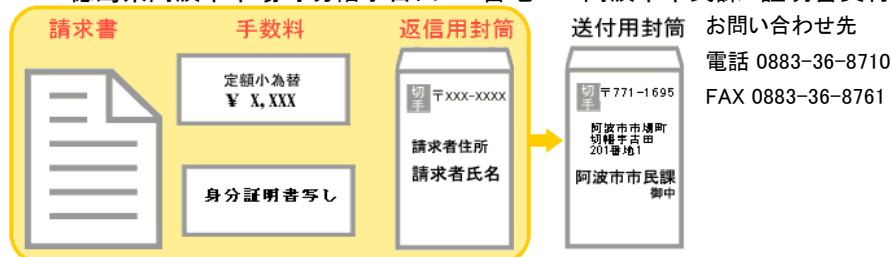 請求書
手数料
返信用封筒
送付用封筒
お問い合わせ先
電話 0883-36-8710
FAX 0883-36-8761
定額小為替
¥ X,XXX
身分証明書写し
切手
〒xxx-xxxx
請求者住所
請求者氏名
切手
〒771-1695
阿波市市場町
切幡字古田
201番地1
阿波市市民課
御中